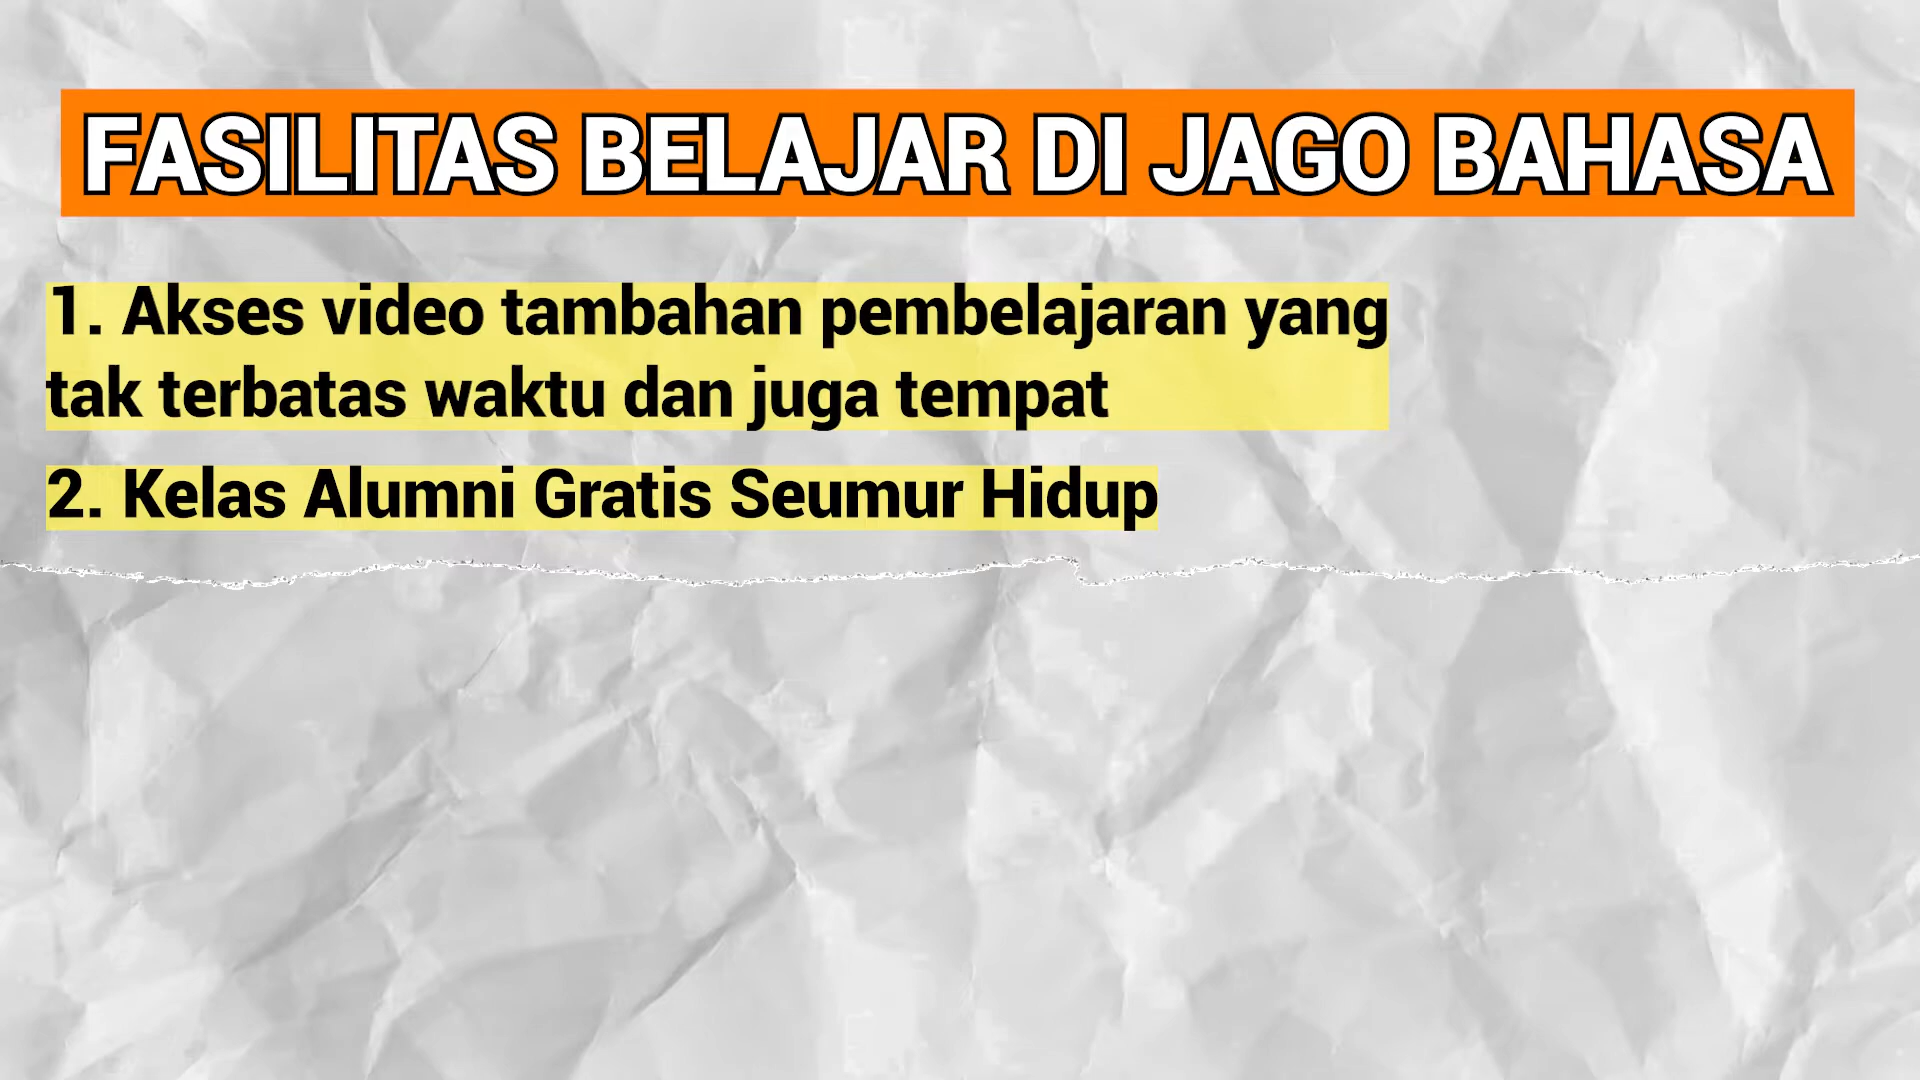 FASILITAS BELAJAR DI JAGO BAHASA
1. Akses video tambahan pembelajaran yang
tak terbatas waktu dan juga tempat
2. Kelas Alumni Gratis Seumur Hidup